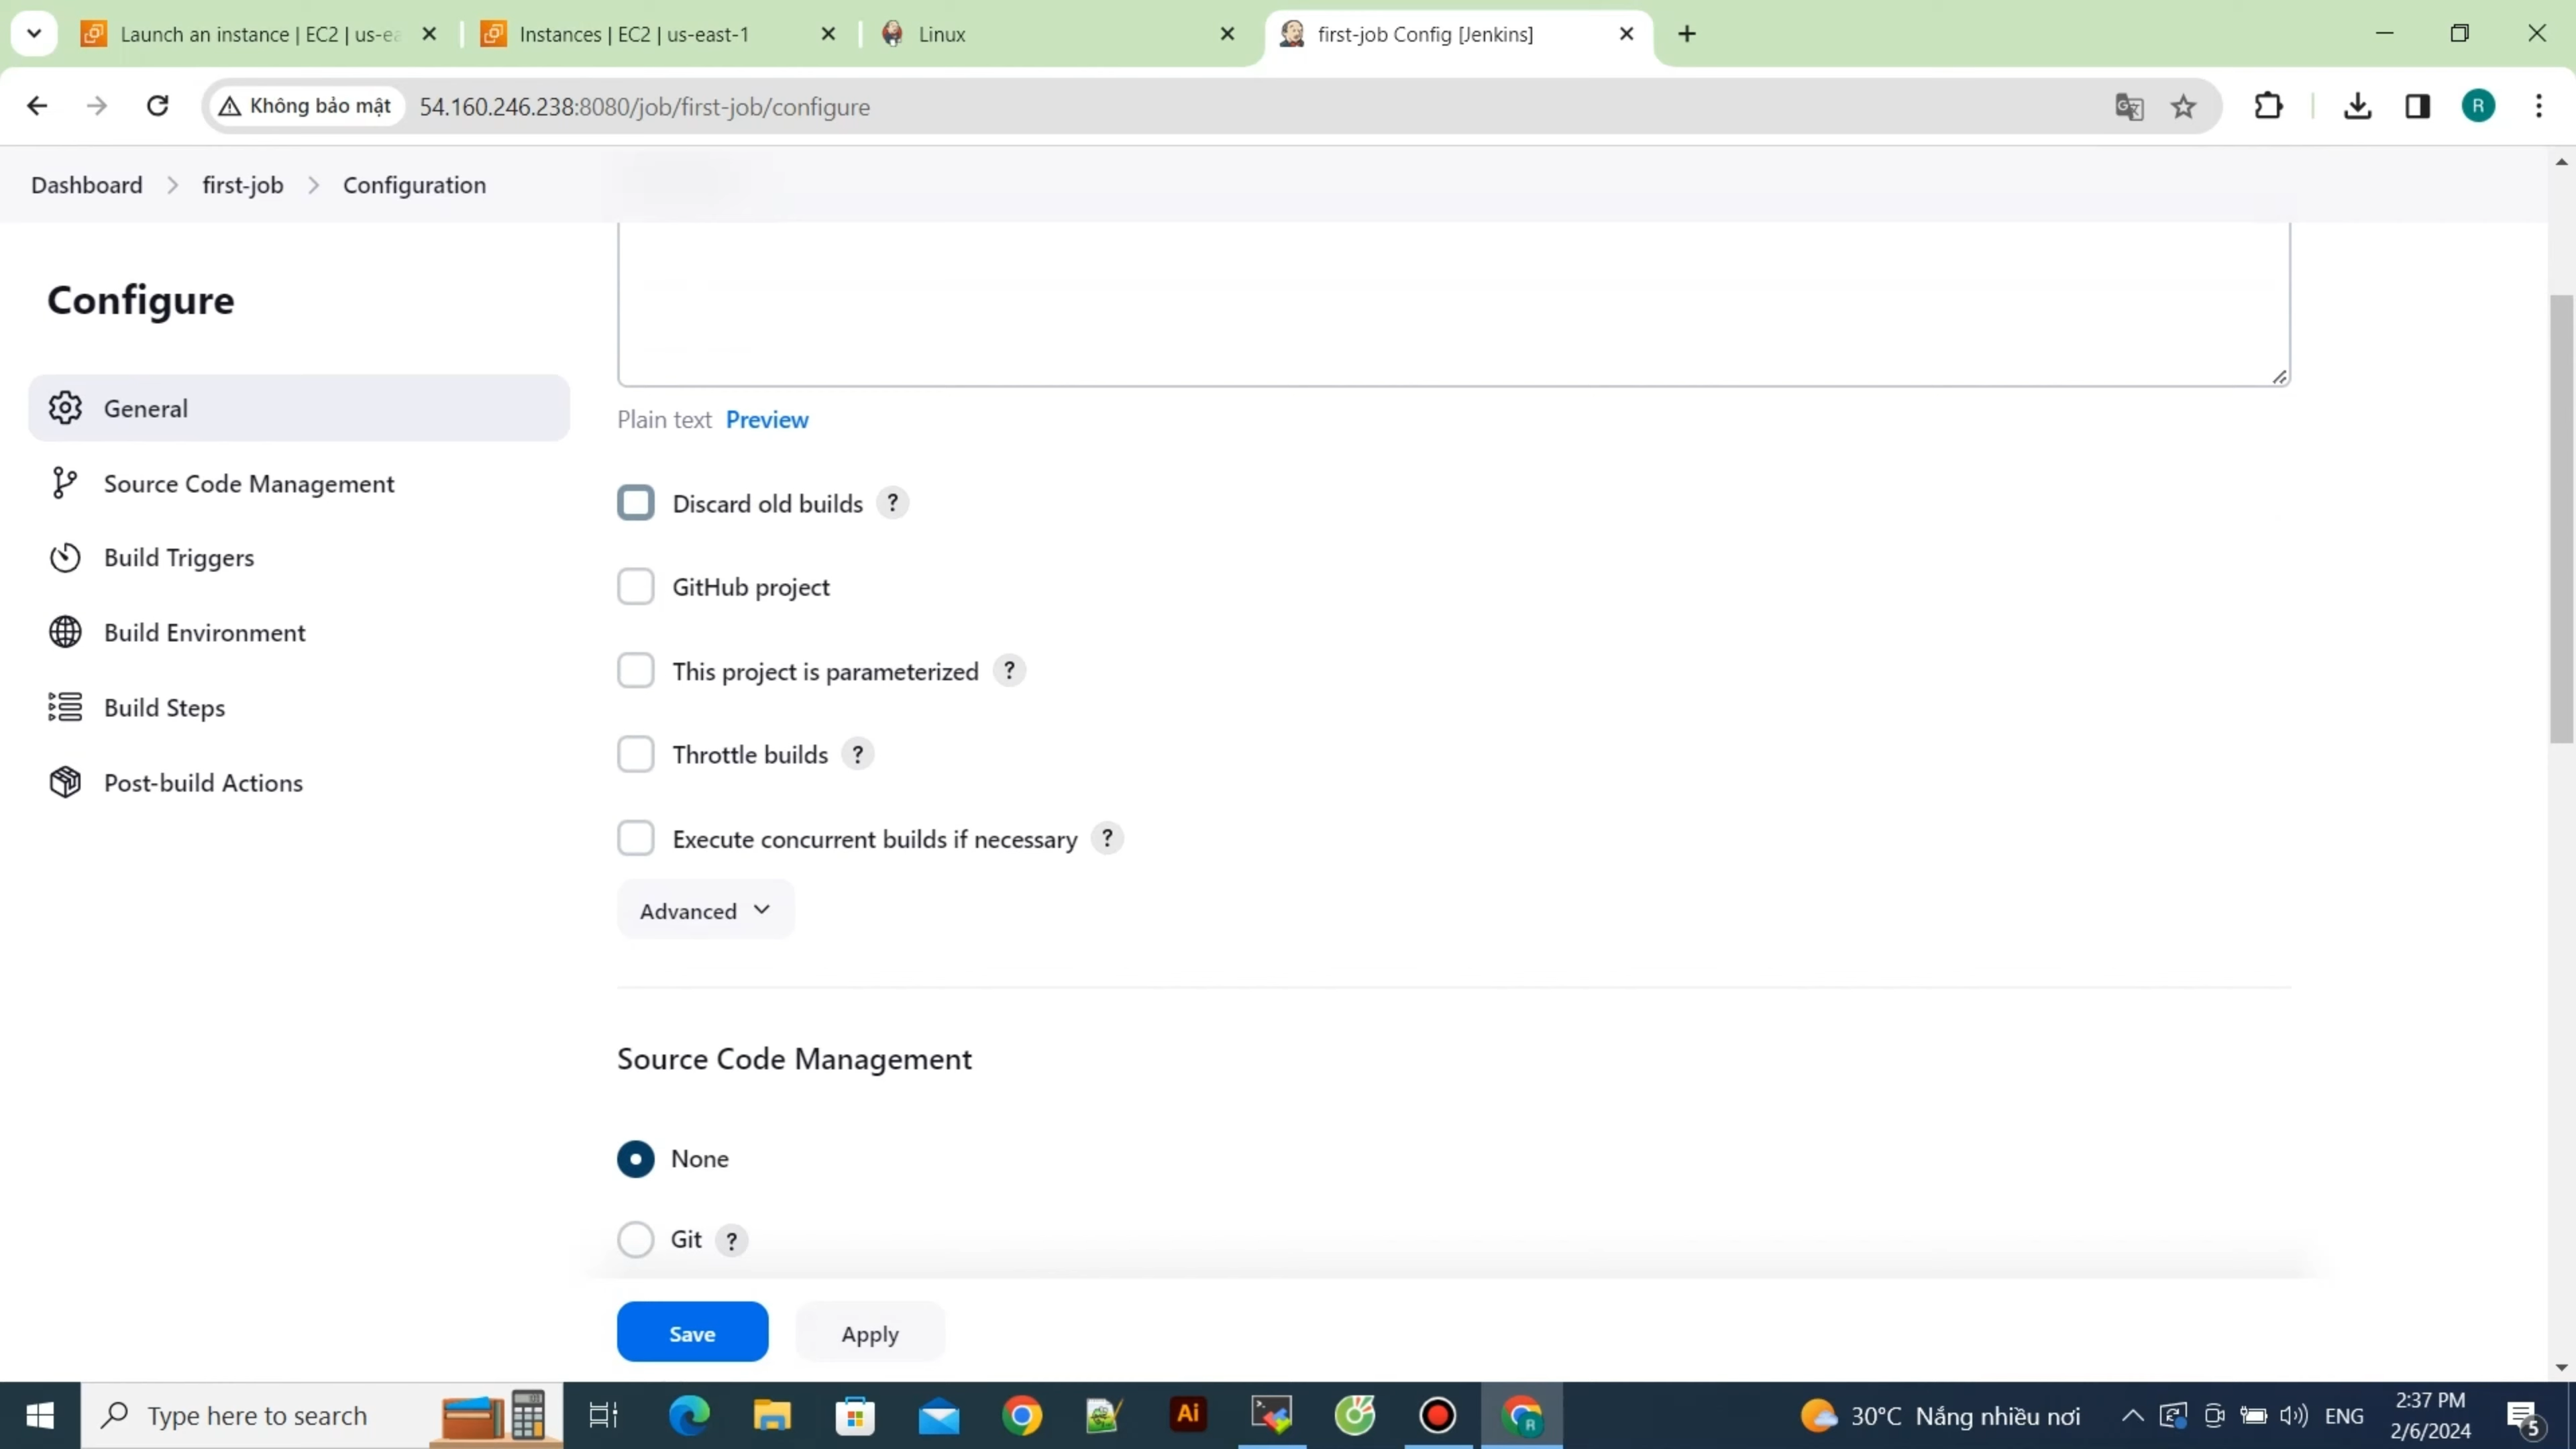 Launch an instance | EC2 | us-ea
Instances | EC2 | us-east-1
Linux
first-job Config [Jenkins]
Không bảo mật
54.160.246.238:8080/job/first-job/configure
R
Dashboard
first-job
Configuration
Configure
General
Source Code Management
Build Triggers
Build Environment
Build Steps
Post-build Actions
Plain text Preview
Discard old builds ?
GitHub project
This project is parameterized ?
Throttle builds ?
Execute concurrent builds if necessary ?
Advanced
Source Code Management
None
Git ?
Save
Apply
Type here to search
Ai
R
30°C Nắng nhiều nơi
ENG
2:37 PM
2/6/2024
5